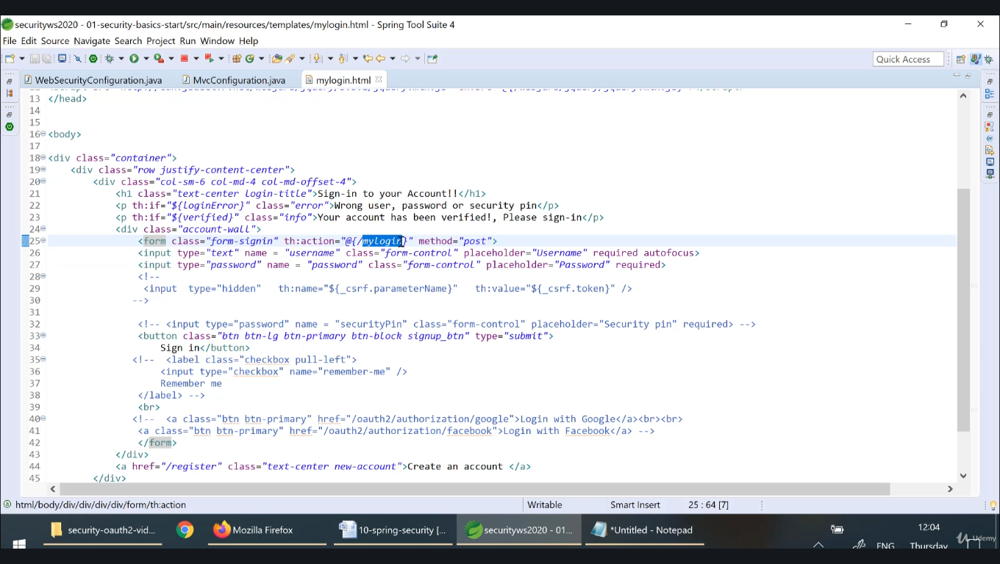 securityws2020 - 01-security-basics-start/src/main/resources/templates/mylogin.html - Spring Tool Suite 4
File Edit Source Navigate Search Project Run Window Help
Quick Access
WebSecurityConfiguration.java MvcConfiguration.java mylogin.html
13 </head>
14
15
16 <body>
17
18 <div class="container">
19 <div class="row justify-content-center">
20 <div class="col-sm-6 col-md-4 col-md-offset-4">
21 <h1 class="text-center login-title">Sign-in to your Account!!</h1>
22 <p th:if="${loginError}" class="error">Wrong user, password or security pin</p>
23 <p th:if="${verified}" class="info">Your account has been verified!, Please sign-in</p>
24 <div class="account-wall">
25 <form class="form-signin" th:action="@{/mylogin}" method="post">
26 <input type="text" name = "username" class="form-control" placeholder="Username" required autofocus>
27 <input type="password" name = "password" class="form-control" placeholder="Password" required>
28 <!--
29 <input type="hidden" th:name="${_csrf.parameterName}" th:value="${_csrf.token}" />
30 -->
31
32 <!-- <input type="password" name = "securityPin" class="form-control" placeholder="Security pin" required> -->
33 <button class="btn btn-lg btn-primary btn-block signup_btn" type="submit">
34 Sign in</button>
35 <!-- <label class="checkbox pull-left">
36 <input type="checkbox" name="remember-me" />
37 Remember me
38 </label> -->
39 <br>
40 <!-- <a class="btn btn-primary" href="/oauth2/authorization/google">Login with Google</a><br><br>
41 <a class="btn btn-primary" href="/oauth2/authorization/facebook">Login with Facebook</a> -->
42 </form>
43 </div>
44 <a href="/register" class="text-center new-account">Create an account </a>
45 </div>
html/body/div/div/div/div/form/th:action Writable Smart Insert 25 : 64 [7]
security-oauth2-vid... Mozilla Firefox 10-spring-security [... securityws2020 - 01... *Untitled - Notepad
12:04
ENG Thursday
Udemy